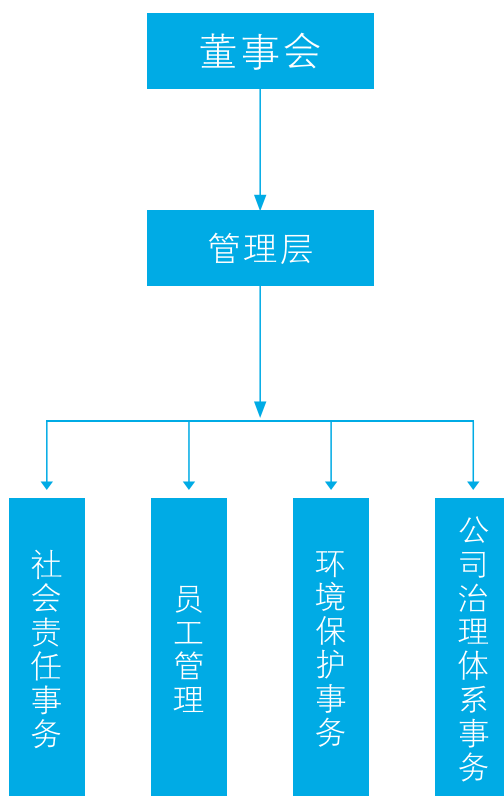 董事会
管理层
社会责任事务
员工管理
环境保护事务
公司治理体系事务